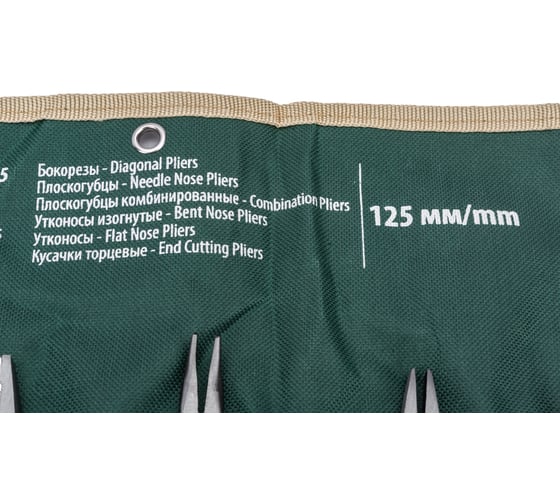 5
Бокорезы - Diagonal Pliers
Плоскогубцы - Needle Nose Pliers
Плоскогубцы комбинированные - Combination Pliers
Утконосы изогнутые - Bent Nose Pliers
Утконосы - Flat Nose Pliers
Кусачки торцевые - End Cutting Pliers
125 мм/mm